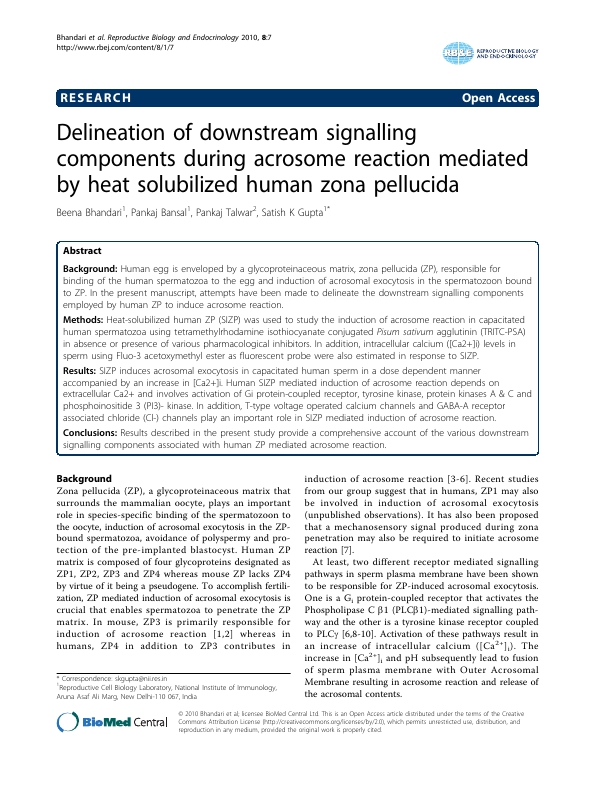 Bhandari et al. Reproductive Biology and Endocrinology 2010, 8:7
http://www.rbej.com/content/8/1/7
RB&E REPRODUCTIVE BIOLOGY
AND ENDOCRINOLOGY
RESEARCH Open Access
Delineation of downstream signalling
components during acrosome reaction mediated
by heat solubilized human zona pellucida
Beena Bhandari1, Pankaj Bansal1, Pankaj Talwar2, Satish K Gupta1*
Abstract
Background: Human egg is enveloped by a glycoproteinaceous matrix, zona pellucida (ZP), responsible for
binding of the human spermatozoa to the egg and induction of acrosomal exocytosis in the spermatozoon bound
to ZP. In the present manuscript, attempts have been made to delineate the downstream signalling components
employed by human ZP to induce acrosome reaction.
Methods: Heat-solubilized human ZP (SIZP) was used to study the induction of acrosome reaction in capacitated
human spermatozoa using tetramethylrhodamine isothiocyanate conjugated Pisum sativum agglutinin (TRITC-PSA)
in absence or presence of various pharmacological inhibitors. In addition, intracellular calcium ([Ca2+]i) levels in
sperm using Fluo-3 acetoxymethyl ester as fluorescent probe were also estimated in response to SIZP.
Results: SIZP induces acrosomal exocytosis in capacitated human sperm in a dose dependent manner
accompanied by an increase in [Ca2+]i. Human SIZP mediated induction of acrosome reaction depends on
extracellular Ca2+ and involves activation of Gi protein-coupled receptor, tyrosine kinase, protein kinases A & C and
phosphoinositide 3 (PI3)- kinase. In addition, T-type voltage operated calcium channels and GABA-A receptor
associated chloride (Cl-) channels play an important role in SIZP mediated induction of acrosome reaction.
Conclusions: Results described in the present study provide a comprehensive account of the various downstream
signalling components associated with human ZP mediated acrosome reaction.
Background
Zona pellucida (ZP), a glycoproteinaceous matrix that
surrounds the mammalian oocyte, plays an important
role in species-specific binding of the spermatozoon to
the oocyte, induction of acrosomal exocytosis in the ZP-
bound spermatozoa, avoidance of polyspermy and pro-
tection of the pre-implanted blastocyst. Human ZP
matrix is composed of four glycoproteins designated as
ZP1, ZP2, ZP3 and ZP4 whereas mouse ZP lacks ZP4
by virtue of it being a pseudogene. To accomplish fertili-
zation, ZP mediated induction of acrosomal exocytosis is
crucial that enables spermatozoa to penetrate the ZP
matrix. In mouse, ZP3 is primarily responsible for
induction of acrosome reaction [1,2] whereas in
humans, ZP4 in addition to ZP3 contributes in
* Correspondence: skgupta@nii.res.in
1Reproductive Cell Biology Laboratory, National Institute of Immunology,
Aruna Asaf Ali Marg, New Delhi-110 067, India
induction of acrosome reaction [3-6]. Recent studies
from our group suggest that in humans, ZP1 may also
be involved in induction of acrosomal exocytosis
(unpublished observations). It has also been proposed
that a mechanosensory signal produced during zona
penetration may also be required to initiate acrosome
reaction [7].
At least, two different receptor mediated signalling
pathways in sperm plasma membrane have been shown
to be responsible for ZP-induced acrosomal exocytosis.
One is a Gi protein-coupled receptor that activates the
Phospholipase C β1 (PLCβ1)-mediated signalling path-
way and the other is a tyrosine kinase receptor coupled
to PLCγ [6,8-10]. Activation of these pathways result in
an increase of intracellular calcium ([Ca2+]i). The
increase in [Ca2+]i and pH subsequently lead to fusion
of sperm plasma membrane with Outer Acrosomal
Membrane resulting in acrosome reaction and release of
the acrosomal contents.
BioMed Central
© 2010 Bhandari et al; licensee BioMed Central Ltd. This is an Open Access article distributed under the terms of the Creative
Commons Attribution License (http://creativecommons.org/licenses/by/2.0), which permits unrestricted use, distribution, and
reproduction in any medium, provided the original work is properly cited.